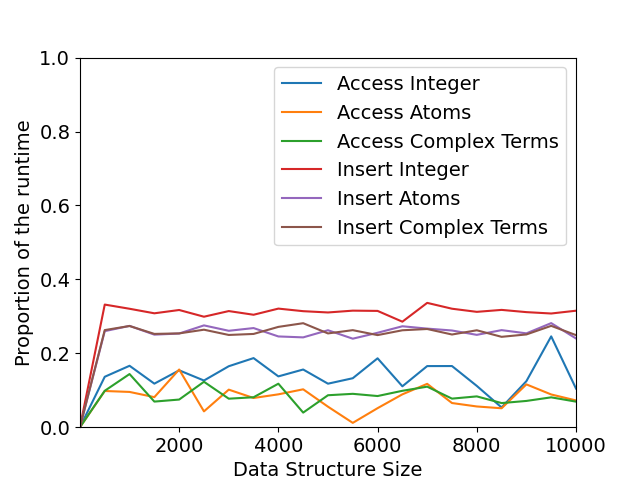 1.0
0.8
0.6
0.4
0.2
0.0
Proportion of the runtime
Access Integer
Access Atoms
Access Complex Terms
Insert Integer
Insert Atoms
Insert Complex Terms
2000 4000 6000 8000 10000
Data Structure Size